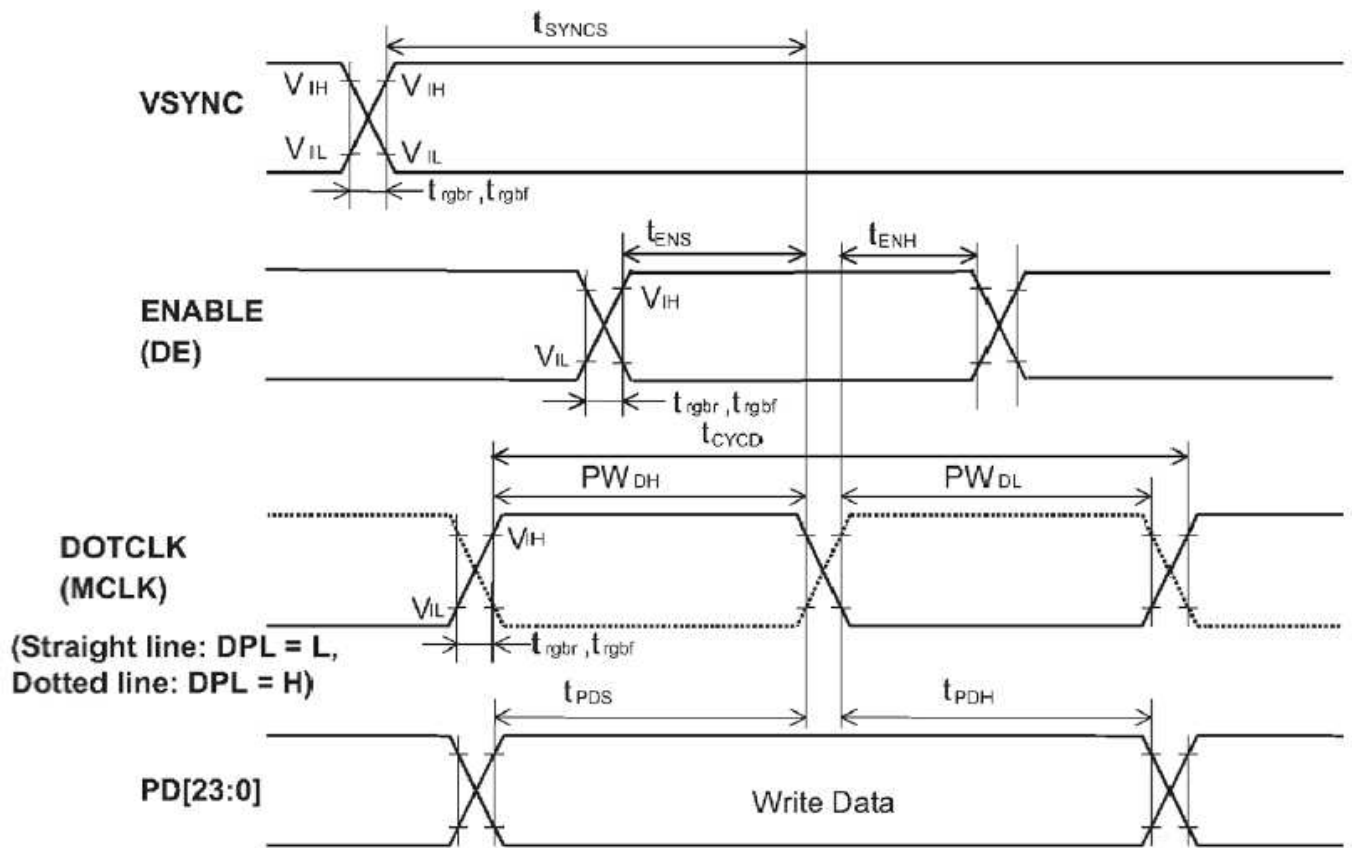 tSYNCS
VSYNC
VIH VIH
VIL VIL
trgbr ,trgbf
tENS tENH
ENABLE
(DE)
VIH
VIL
trgbr ,trgbf
tCYCD
PWDH PWDL
DOTCLK
(MCLK)
VIH
VIL
trgbr ,trgbf
(Straight line: DPL = L,
Dotted line: DPL = H)
tPDS tPDH
PD[23:0]
Write Data